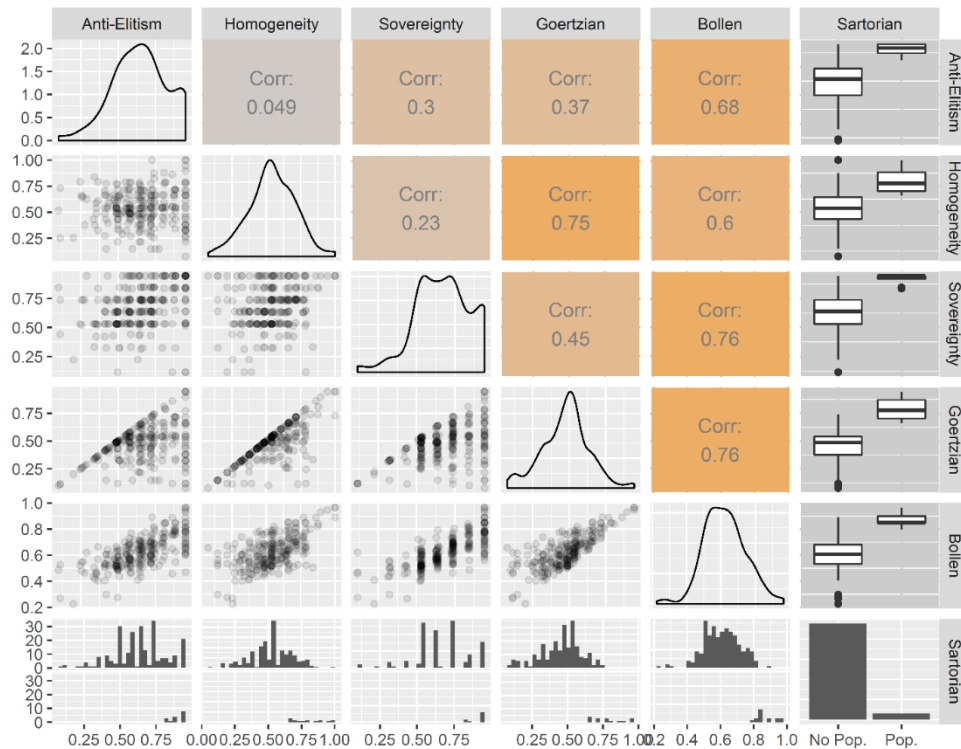 Anti-Elitism Homogeneity Sovereignty Goertzian Bollen Sartorian
2.0
1.5
1.0
0.5
0.0
Corr:
0.049
Corr:
0.3
Corr:
0.37
Corr:
0.68
Anti-Elitism
1.00
0.75
0.50
0.25
Corr:
0.23
Corr:
0.75
Corr:
0.6
Homogeneity
0.75
0.50
0.25
Corr:
0.45
Corr:
0.76
Sovereignty
0.75
0.50
0.25
Corr:
0.76
Goertzian
1.0
0.8
0.6
0.4
0.2
Bollen
30
20
10
0
30
20
10
0
Sartorian
0.25 0.50 0.75 0.00 0.25 0.50 0.75 1.00 0.25 0.50 0.75 0.25 0.50 0.75 0.2 0.4 0.6 0.8 1.0 No Pop. Pop.